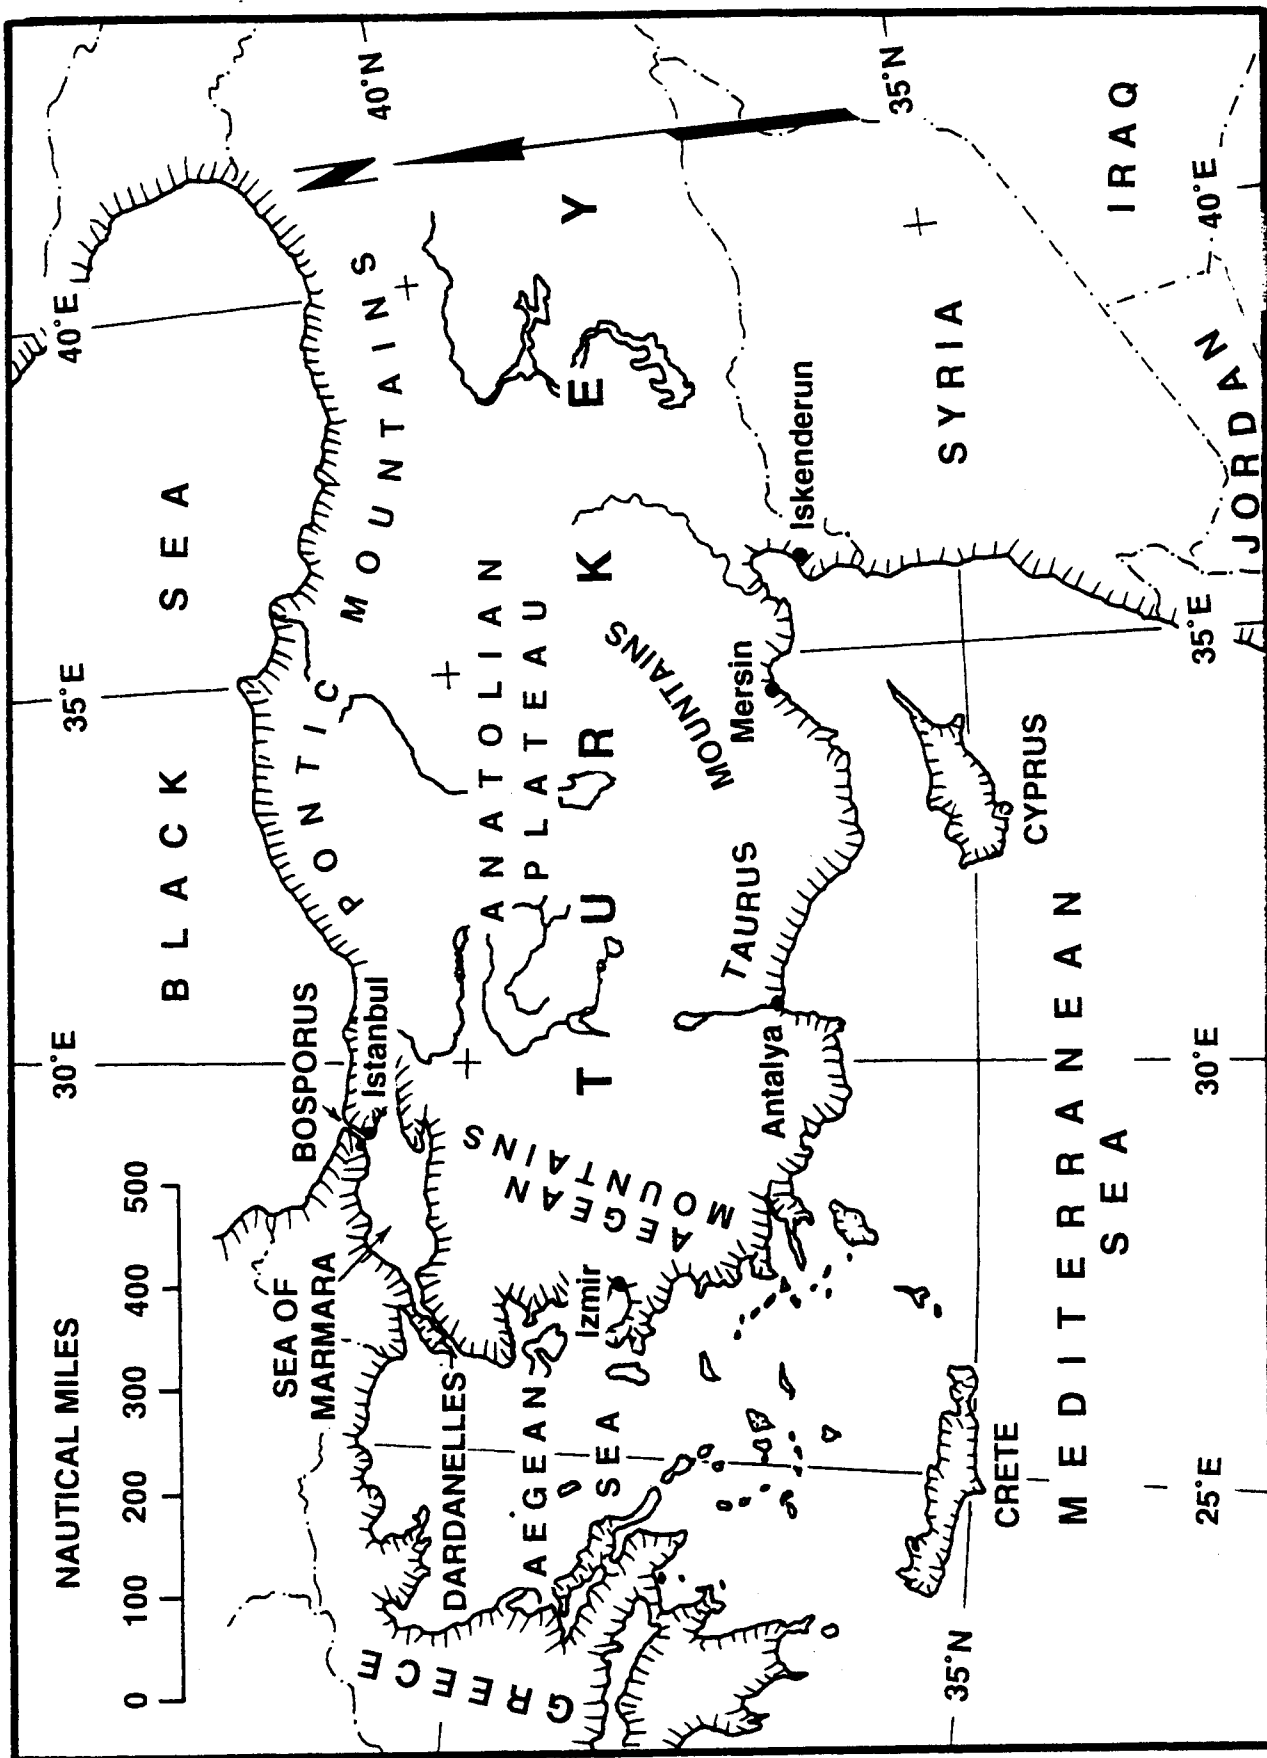 NAUTICAL MILES
0 100 200 300 400 500
30°E
35°E
40°E
BLACK SEA
BOSPORUS
Istanbul
SEA OF
MARMARA
PONTIC MOUNTAINS
N
40°N
GREECE
DARDANELLES
AEGEAN
SEA
Izmir
AEGEAN
MOUNTAINS
ANATOLIAN
PLATEAU
TURKEY
TAURUS MOUNTAINS
Antalya
Mersin
Iskenderun
35°N
SYRIA
IRAQ
JORDAN
CYPRUS
CRETE
35°N
MEDITERRANEAN
SEA
25°E
30°E
35°E
40°E